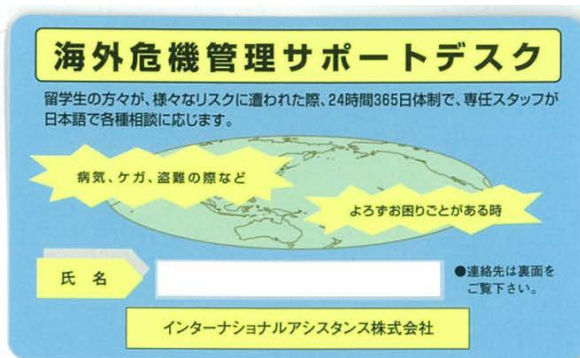 海外危機管理サポートデスク
留学生の方々が、様々なリスクに遭われた際、24時間365日体制で、専任スタッフが
日本語で各種相談に応じます。
病気、ケガ、盗難の際など
よろずお困りごとがある時
氏 名
●連絡先は裏面を
ご覧下さい。
インターナショナルアシスタンス株式会社